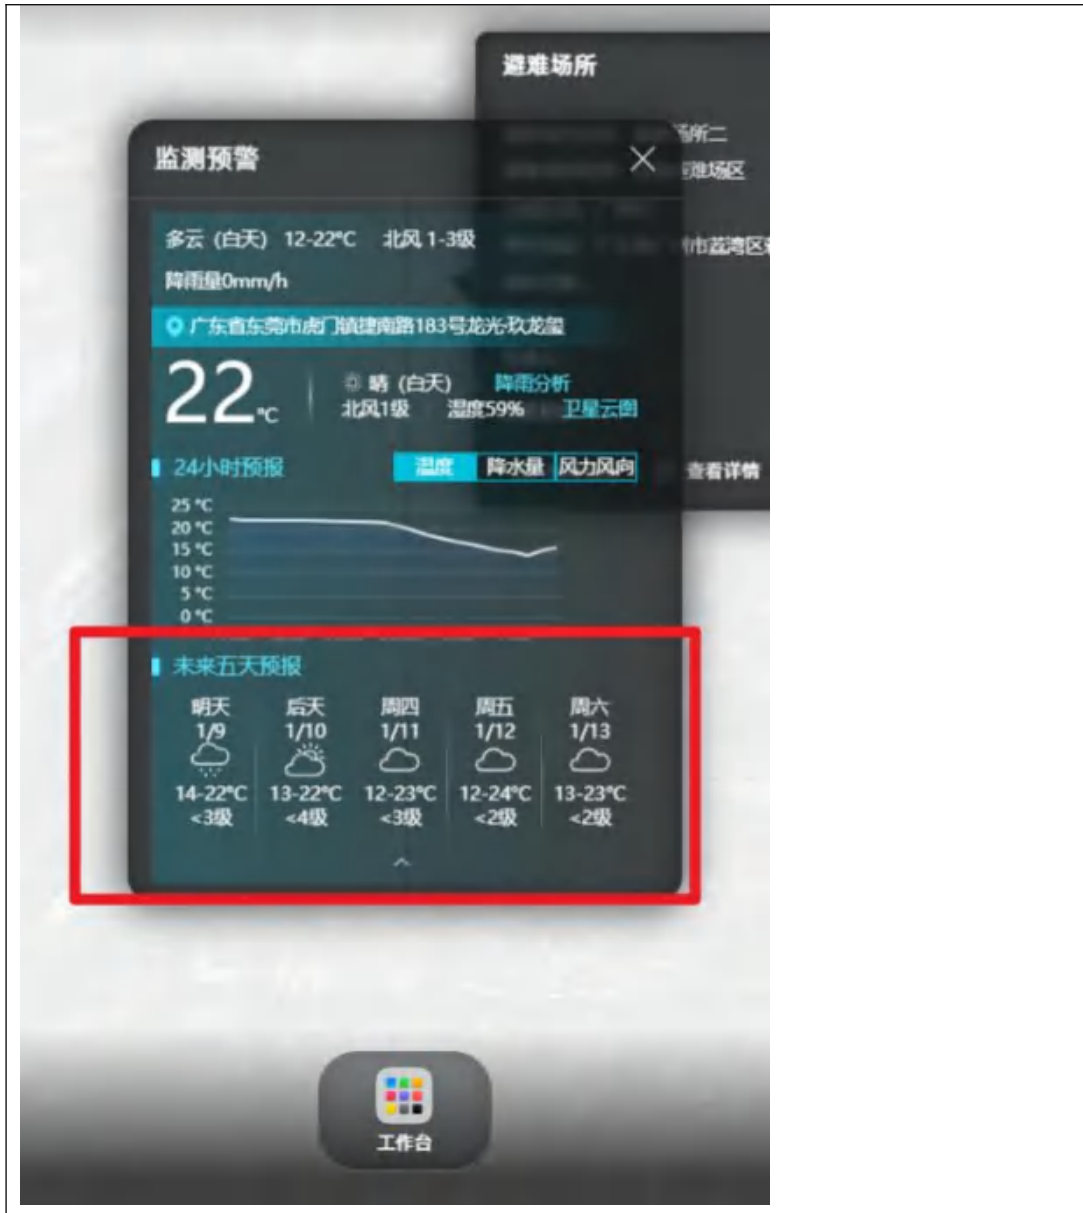 避难场所
场所二
监测预警
难场区
多云 (白天) 12-22℃ 北风 1-3级
市荔湾区
降雨量0mm/h
广东省东莞市虎门镇捷南路183号龙光·玖龙玺
22℃
晴 (白天) 降雨分析
北风1级 湿度59% 卫星云图
24小时预报 温度 降水量 风力风向
查看详情
25 ℃
20 ℃
15 ℃
10 ℃
5 ℃
0 ℃
未来五天预报
明天 后天 周四 周五 周六
1/9 1/10 1/11 1/12 1/13
14-22℃ 13-22℃ 12-23℃ 12-24℃ 13-23℃
<3级 <4级 <3级 <2级 <2级
工作台